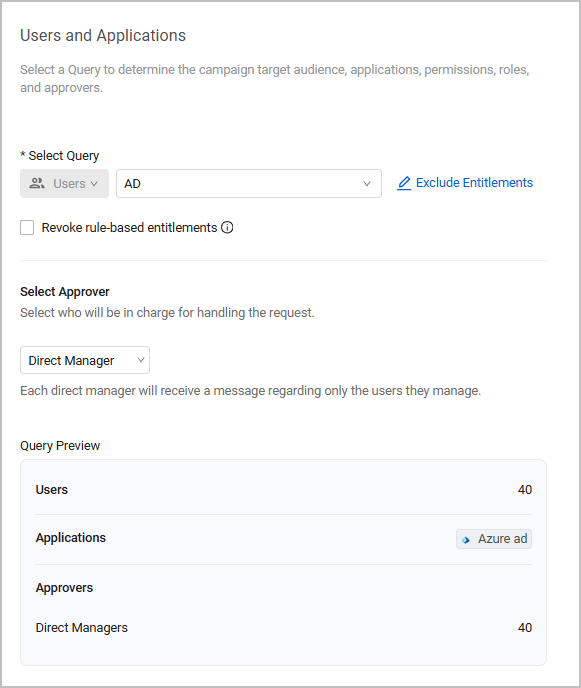 Users and Applications
Select a Query to determine the campaign target audience, applications, permissions, roles,
and approvers.
* Select Query
Users AD Exclude Entitlements
Revoke rule-based entitlements
Select Approver
Select who will be in charge for handling the request.
Direct Manager
Each direct manager will receive a message regarding only the users they manage.
Query Preview
Users 40
Applications Azure ad
Approvers
Direct Managers 40